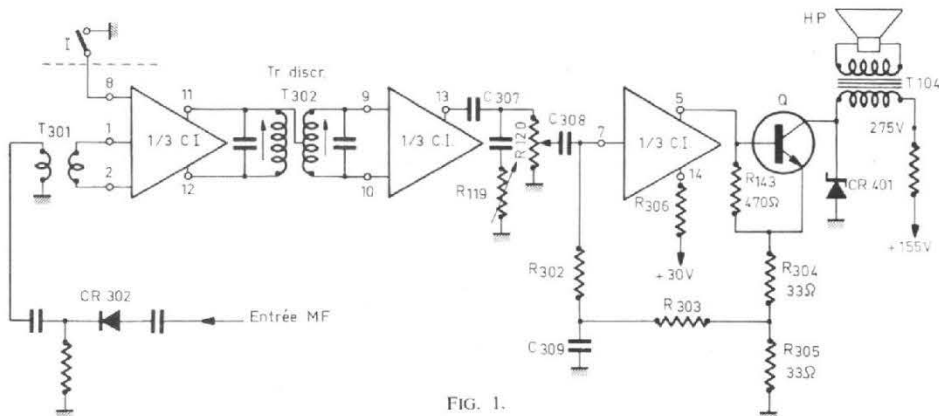 HP
I
T104
8
11
Tr discr.
T302
9
13
C307
R120
C308
7
5
Q
275V
T301
1
1/3 C.I.
1/3 C.I.
1/3 C.I.
2
12
10
R119
14
R306
R143
470Ω
CR 401
+155V
+30V
R302
R304
33Ω
CR 302
Entrée MF
R303
C309
R305
33Ω
FIG. 1.